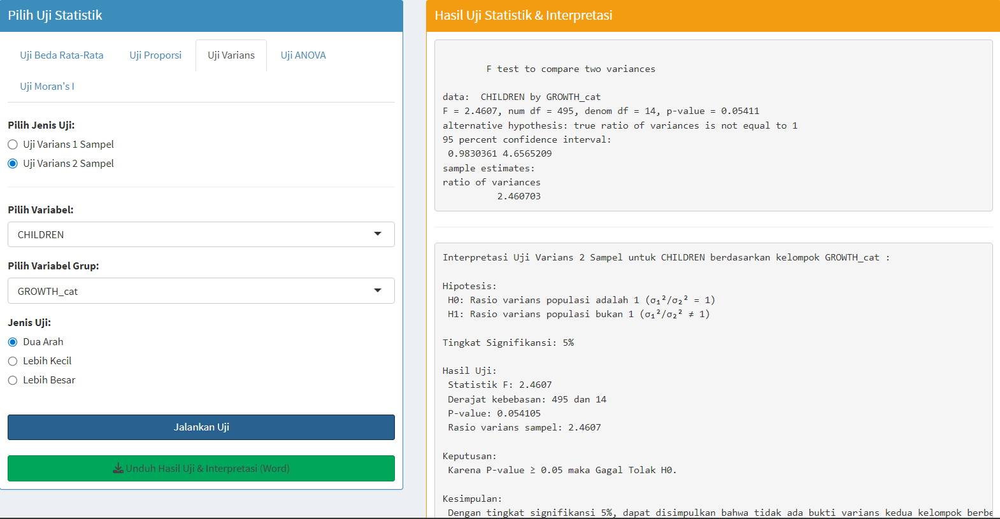 Pilih Uji Statistik
Uji Beda Rata-Rata
Uji Proporsi
Uji Varians
Uji ANOVA
Uji Moran's I
Pilih Jenis Uji:
Uji Varians 1 Sampel
Uji Varians 2 Sampel
Pilih Variabel:
CHILDREN
Pilih Variabel Grup:
GROWTH_cat
Jenis Uji:
Dua Arah
Lebih Kecil
Lebih Besar
Jalankan Uji
Unduh Hasil Uji & Interpretasi (Word)
Hasil Uji Statistik & Interpretasi
F test to compare two variances
data:  CHILDREN by GROWTH_cat
F = 2.4607, num df = 495, denom df = 14, p-value = 0.05411
alternative hypothesis: true ratio of variances is not equal to 1
95 percent confidence interval:
0.9830361 4.6565209
sample estimates:
ratio of variances
2.460703
Interpretasi Uji Varians 2 Sampel untuk CHILDREN berdasarkan kelompok GROWTH_cat :
Hipotesis:
H0: Rasio varians populasi adalah 1 (σ₁²/σ₂² = 1)
H1: Rasio varians populasi bukan 1 (σ₁²/σ₂² ≠ 1)
Tingkat Signifikansi: 5%
Hasil Uji:
Statistik F: 2.4607
Derajat kebebasan: 495 dan 14
P-value: 0.054105
Rasio varians sampel: 2.4607
Keputusan:
Karena P-value ≥ 0.05 maka Gagal Tolak H0.
Kesimpulan:
Dengan tingkat signifikansi 5%, dapat disimpulkan bahwa tidak ada bukti varians kedua kelompok berbe